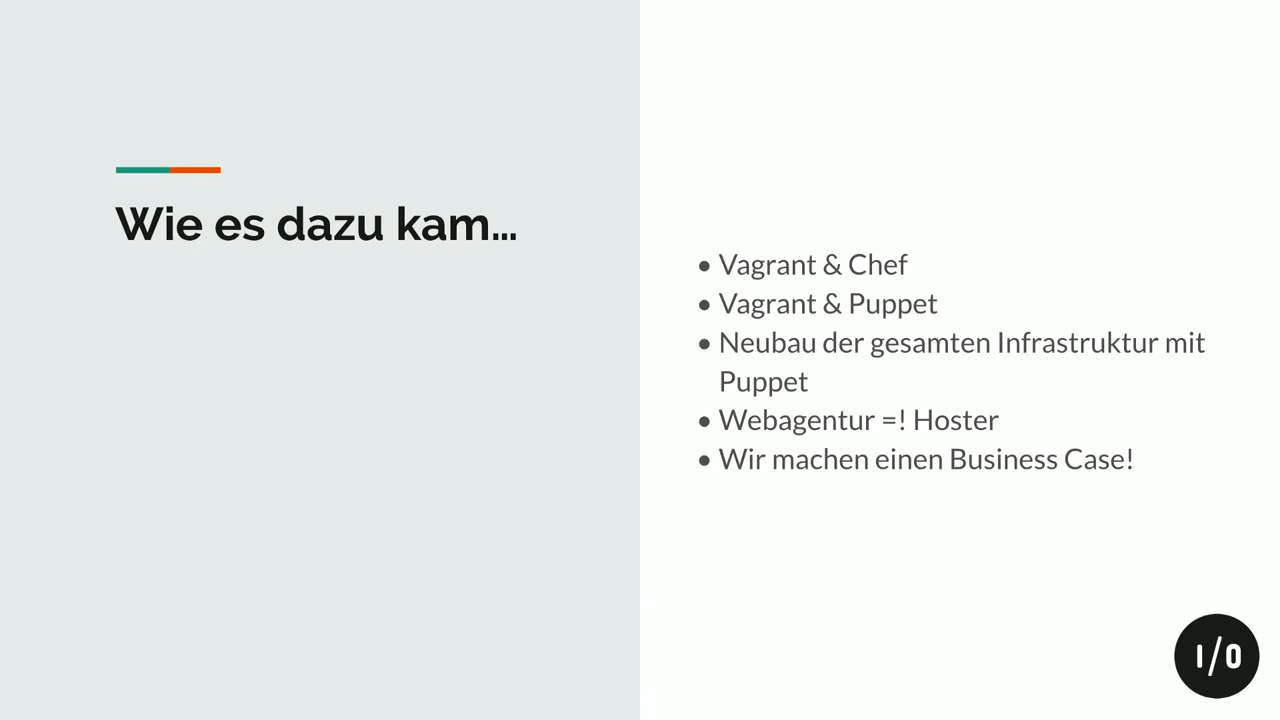 Wie es dazu kam…
• Vagrant & Chef
• Vagrant & Puppet
• Neubau der gesamten Infrastruktur mit
Puppet
• Webagentur =! Hoster
• Wir machen einen Business Case!
I/O